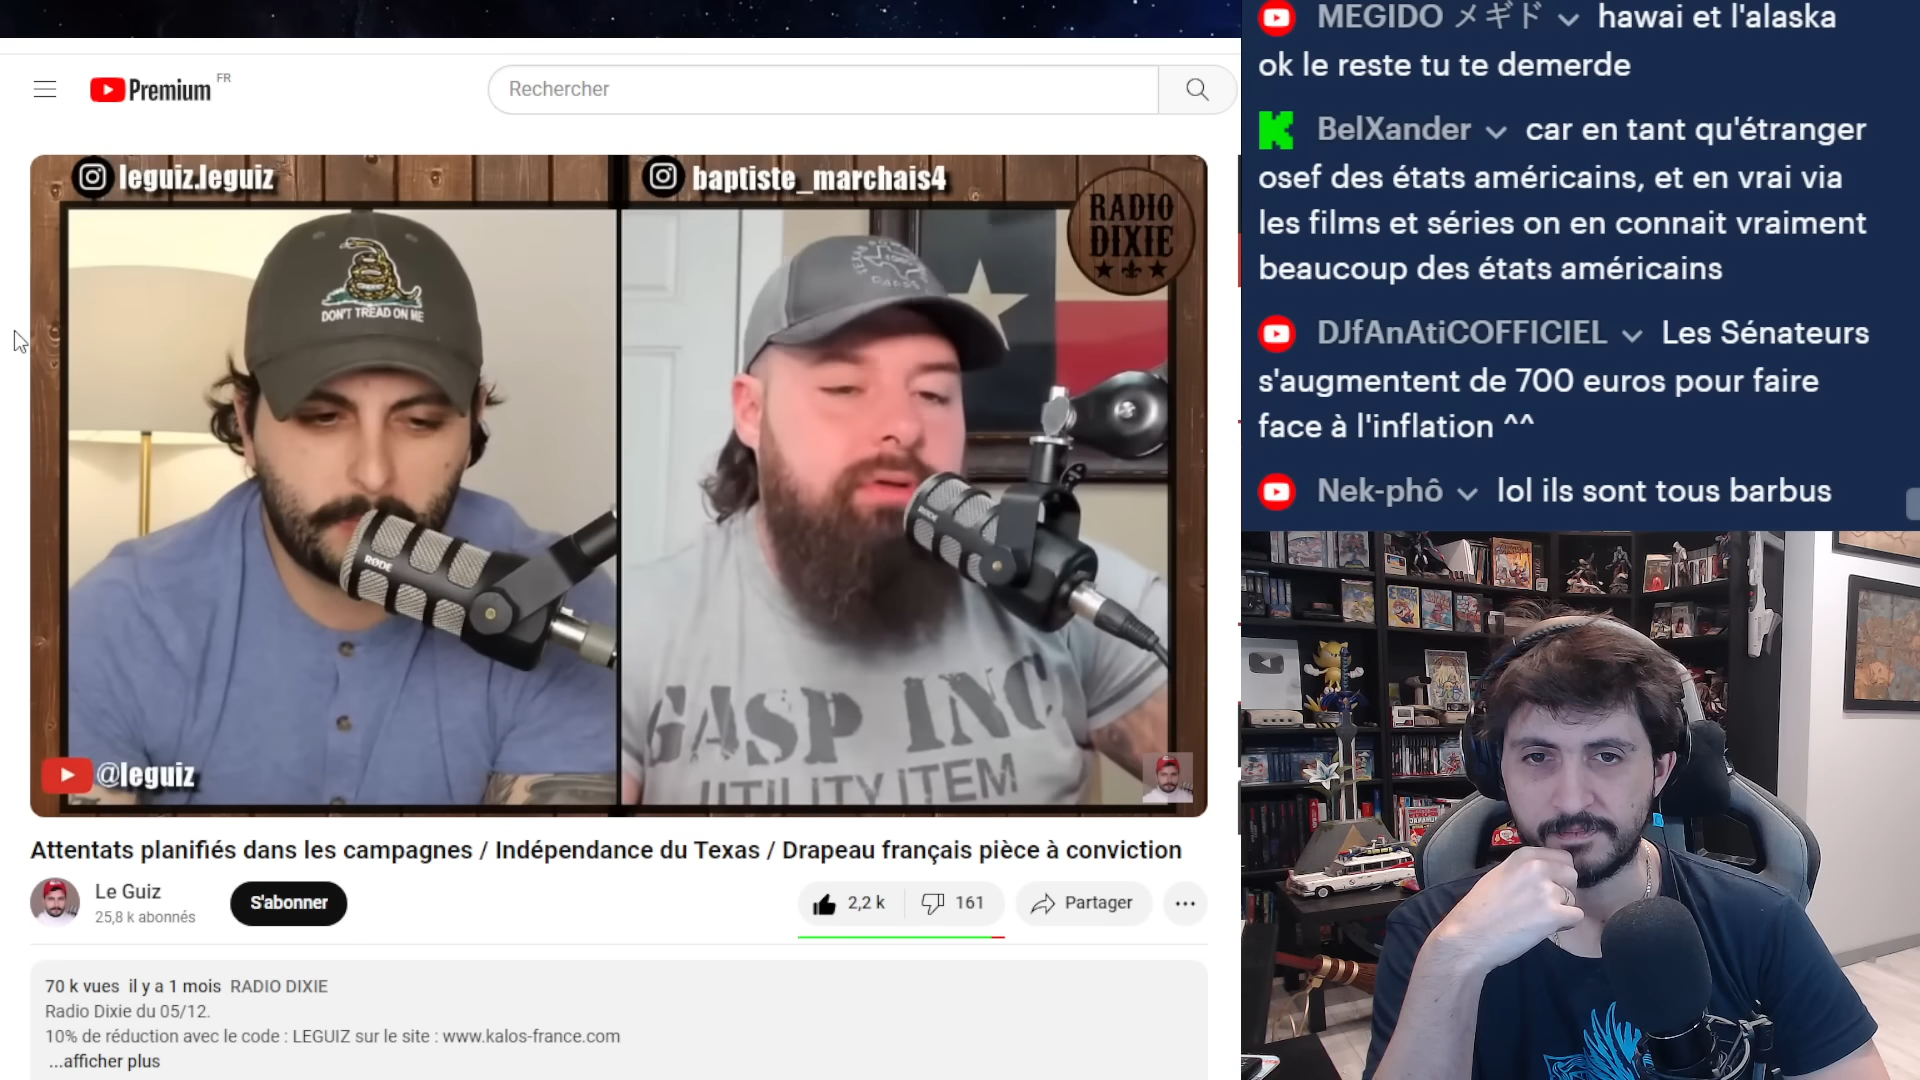 Premium FR
Rechercher
leguiz.leguiz
baptiste_marchais4
RADIO
DIXIE
DON'T TREAD ON ME
RØDE
GASP INC
UTILITY ITEM
@leguiz
Attentats planifiés dans les campagnes / Indépendance du Texas / Drapeau français pièce à conviction
Le Guiz
25,8 k abonnés
S'abonner
2,2 k
161
Partager
70 k vues il y a 1 mois RADIO DIXIE
Radio Dixie du 05/12.
10% de réduction avec le code : LEGUIZ sur le site : www.kalos-france.com
...afficher plus
MEGIDO メギド hawai et l'alaska
ok le reste tu te demerde
BelXander car en tant qu'étranger
osef des états américains, et en vrai via
les films et séries on en connait vraiment
beaucoup des états américains
DJfAnAtiCOFFICIEL Les Sénateurs
s'augmentent de 700 euros pour faire
face à l'inflation ^^
Nek-phô lol ils sont tous barbus